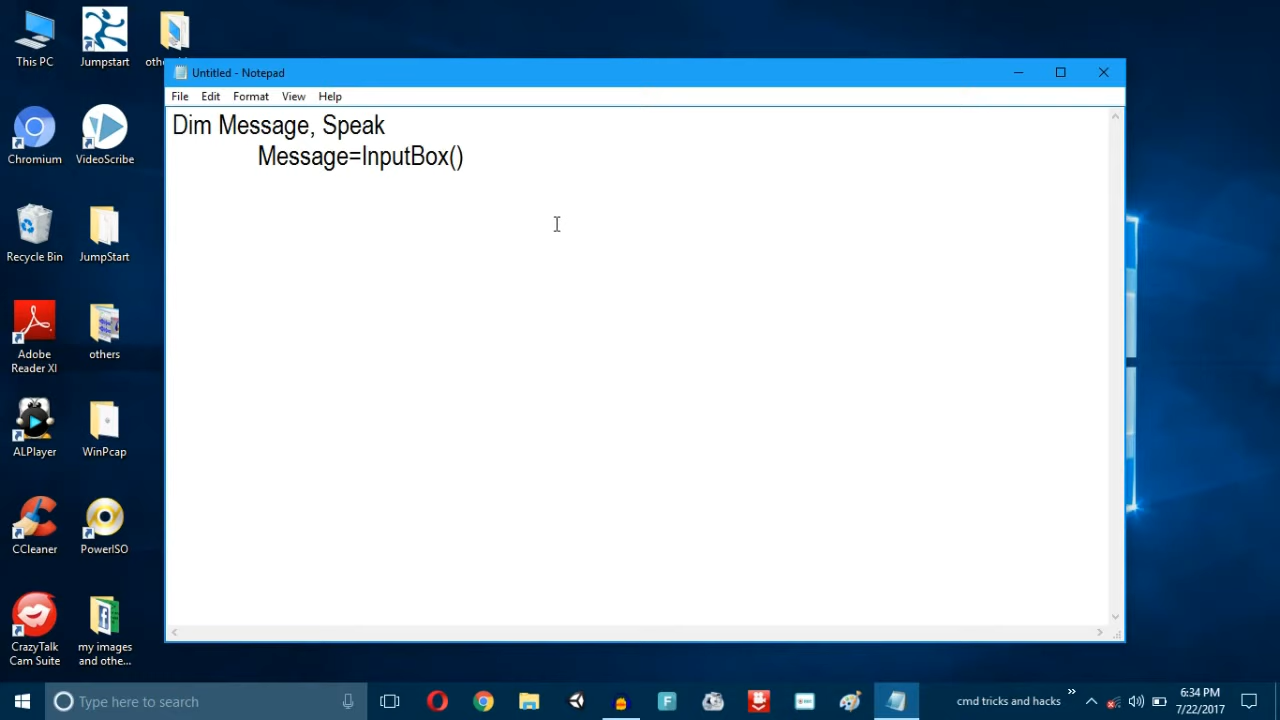 This PC
Jumpstart
Untitled - Notepad
File Edit Format View Help
Dim Message, Speak
Message=InputBox()
Chromium
VideoScribe
Recycle Bin
JumpStart
Adobe
Reader XI
others
ALPlayer
WinPcap
CCleaner
PowerISO
CrazyTalk
Cam Suite
my images
and othe...
Type here to search
cmd tricks and hacks
6:34 PM
7/22/2017